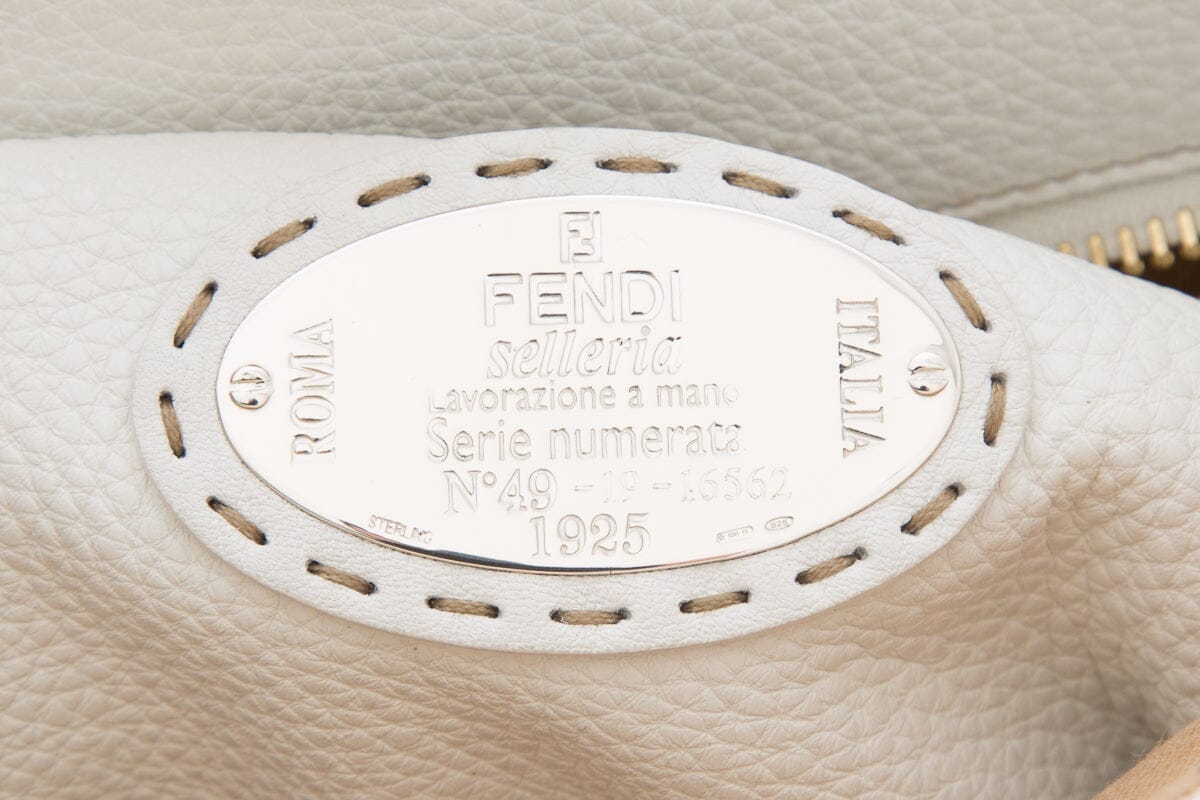 FENDI
selleria
Lavorazione a mano
Serie numerata
N°49 -19-16562
1925
ROMA
ITALIA
STERLING
925